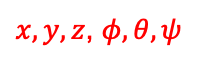 x, y, z, ϕ, θ, ψ